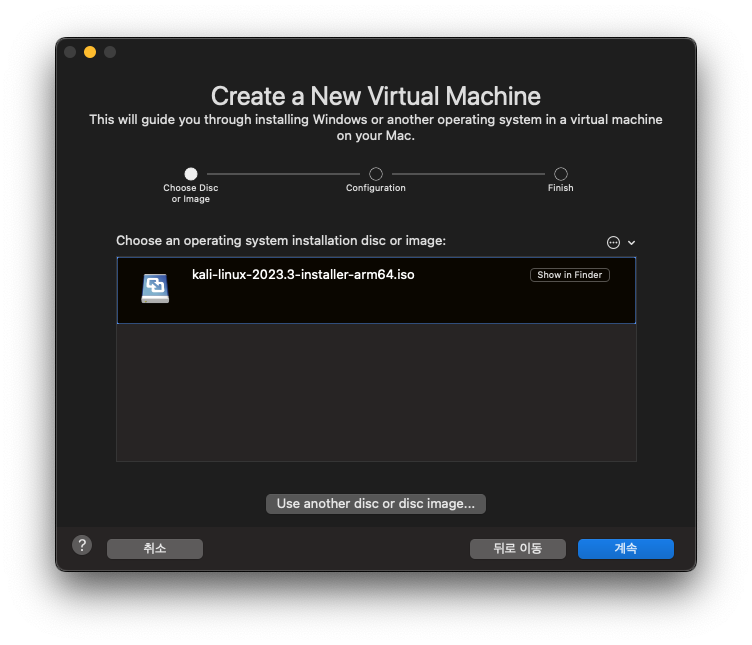 Create a New Virtual Machine
This will guide you through installing Windows or another operating system in a virtual machine
on your Mac.
Choose Disc
or Image
Configuration
Finish
Choose an operating system installation disc or image:
kali-linux-2023.3-installer-arm64.iso
Show in Finder
Use another disc or disc image...
?
취소
뒤로 이동
계속